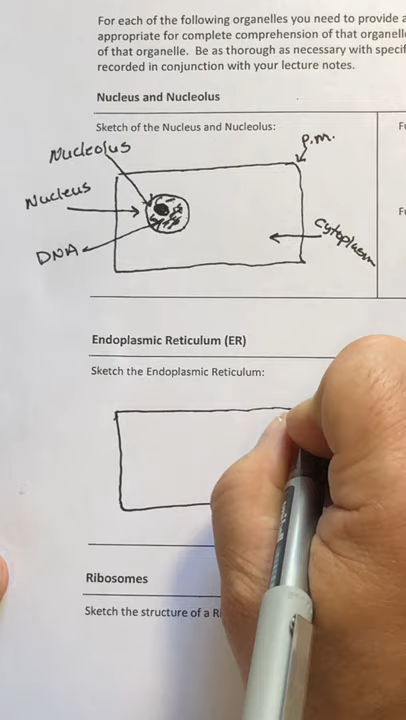 For each of the following organelles you need to provide a
appropriate for complete comprehension of that organell
of that organelle. Be as thorough as necessary with specif
recorded in conjunction with your lecture notes.
Nucleus and Nucleolus
Sketch of the Nucleus and Nucleolus:
Fu
P.m.
Nucleolus
Nucleus
Fu
Cytoplasm
DNA
Endoplasmic Reticulum (ER)
Sketch the Endoplasmic Reticulum:
Ribosomes
Sketch the structure of a Ri